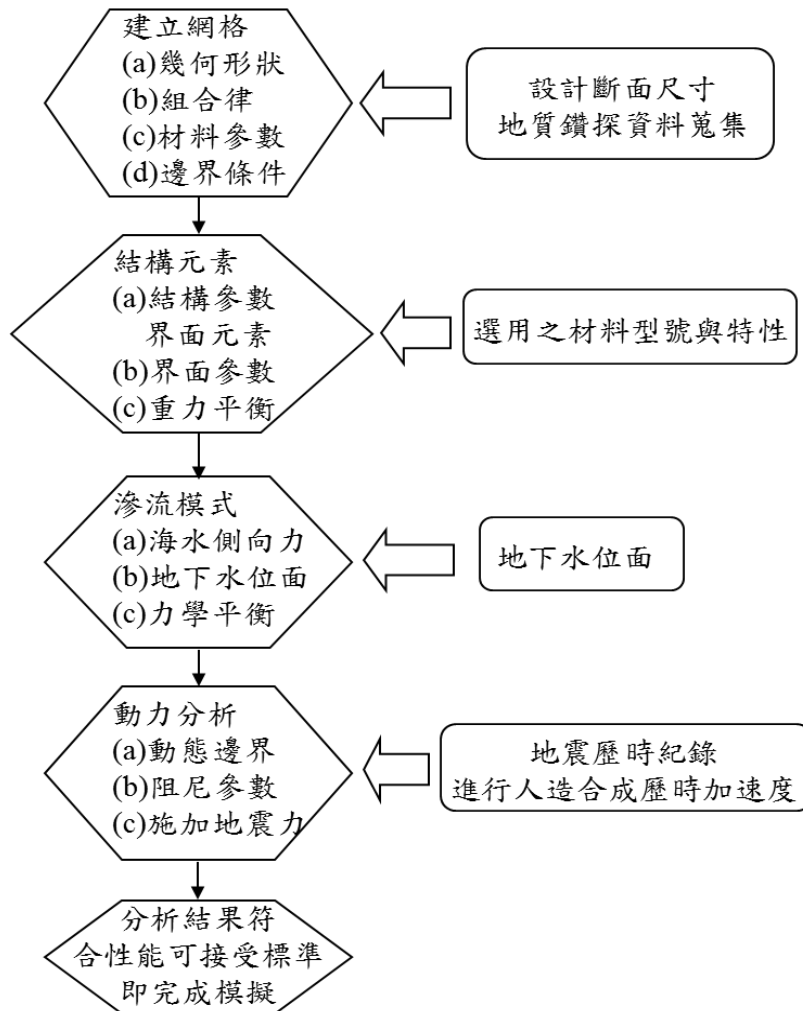 建立網格
(a)幾何形狀
(b)組合律
(c)材料參數
(d)邊界條件
設計斷面尺寸
地質鑽探資料蒐集
結構元素
(a)結構參數
界面元素
(b)界面參數
(c)重力平衡
選用之材料型號與特性
滲流模式
(a)海水側向力
(b)地下水位面
(c)力學平衡
地下水位面
動力分析
(a)動態邊界
(b)阻尼參數
(c)施加地震力
地震歷時紀錄
進行人造合成歷時加速度
分析結果符
合性能可接受標準
即完成模擬